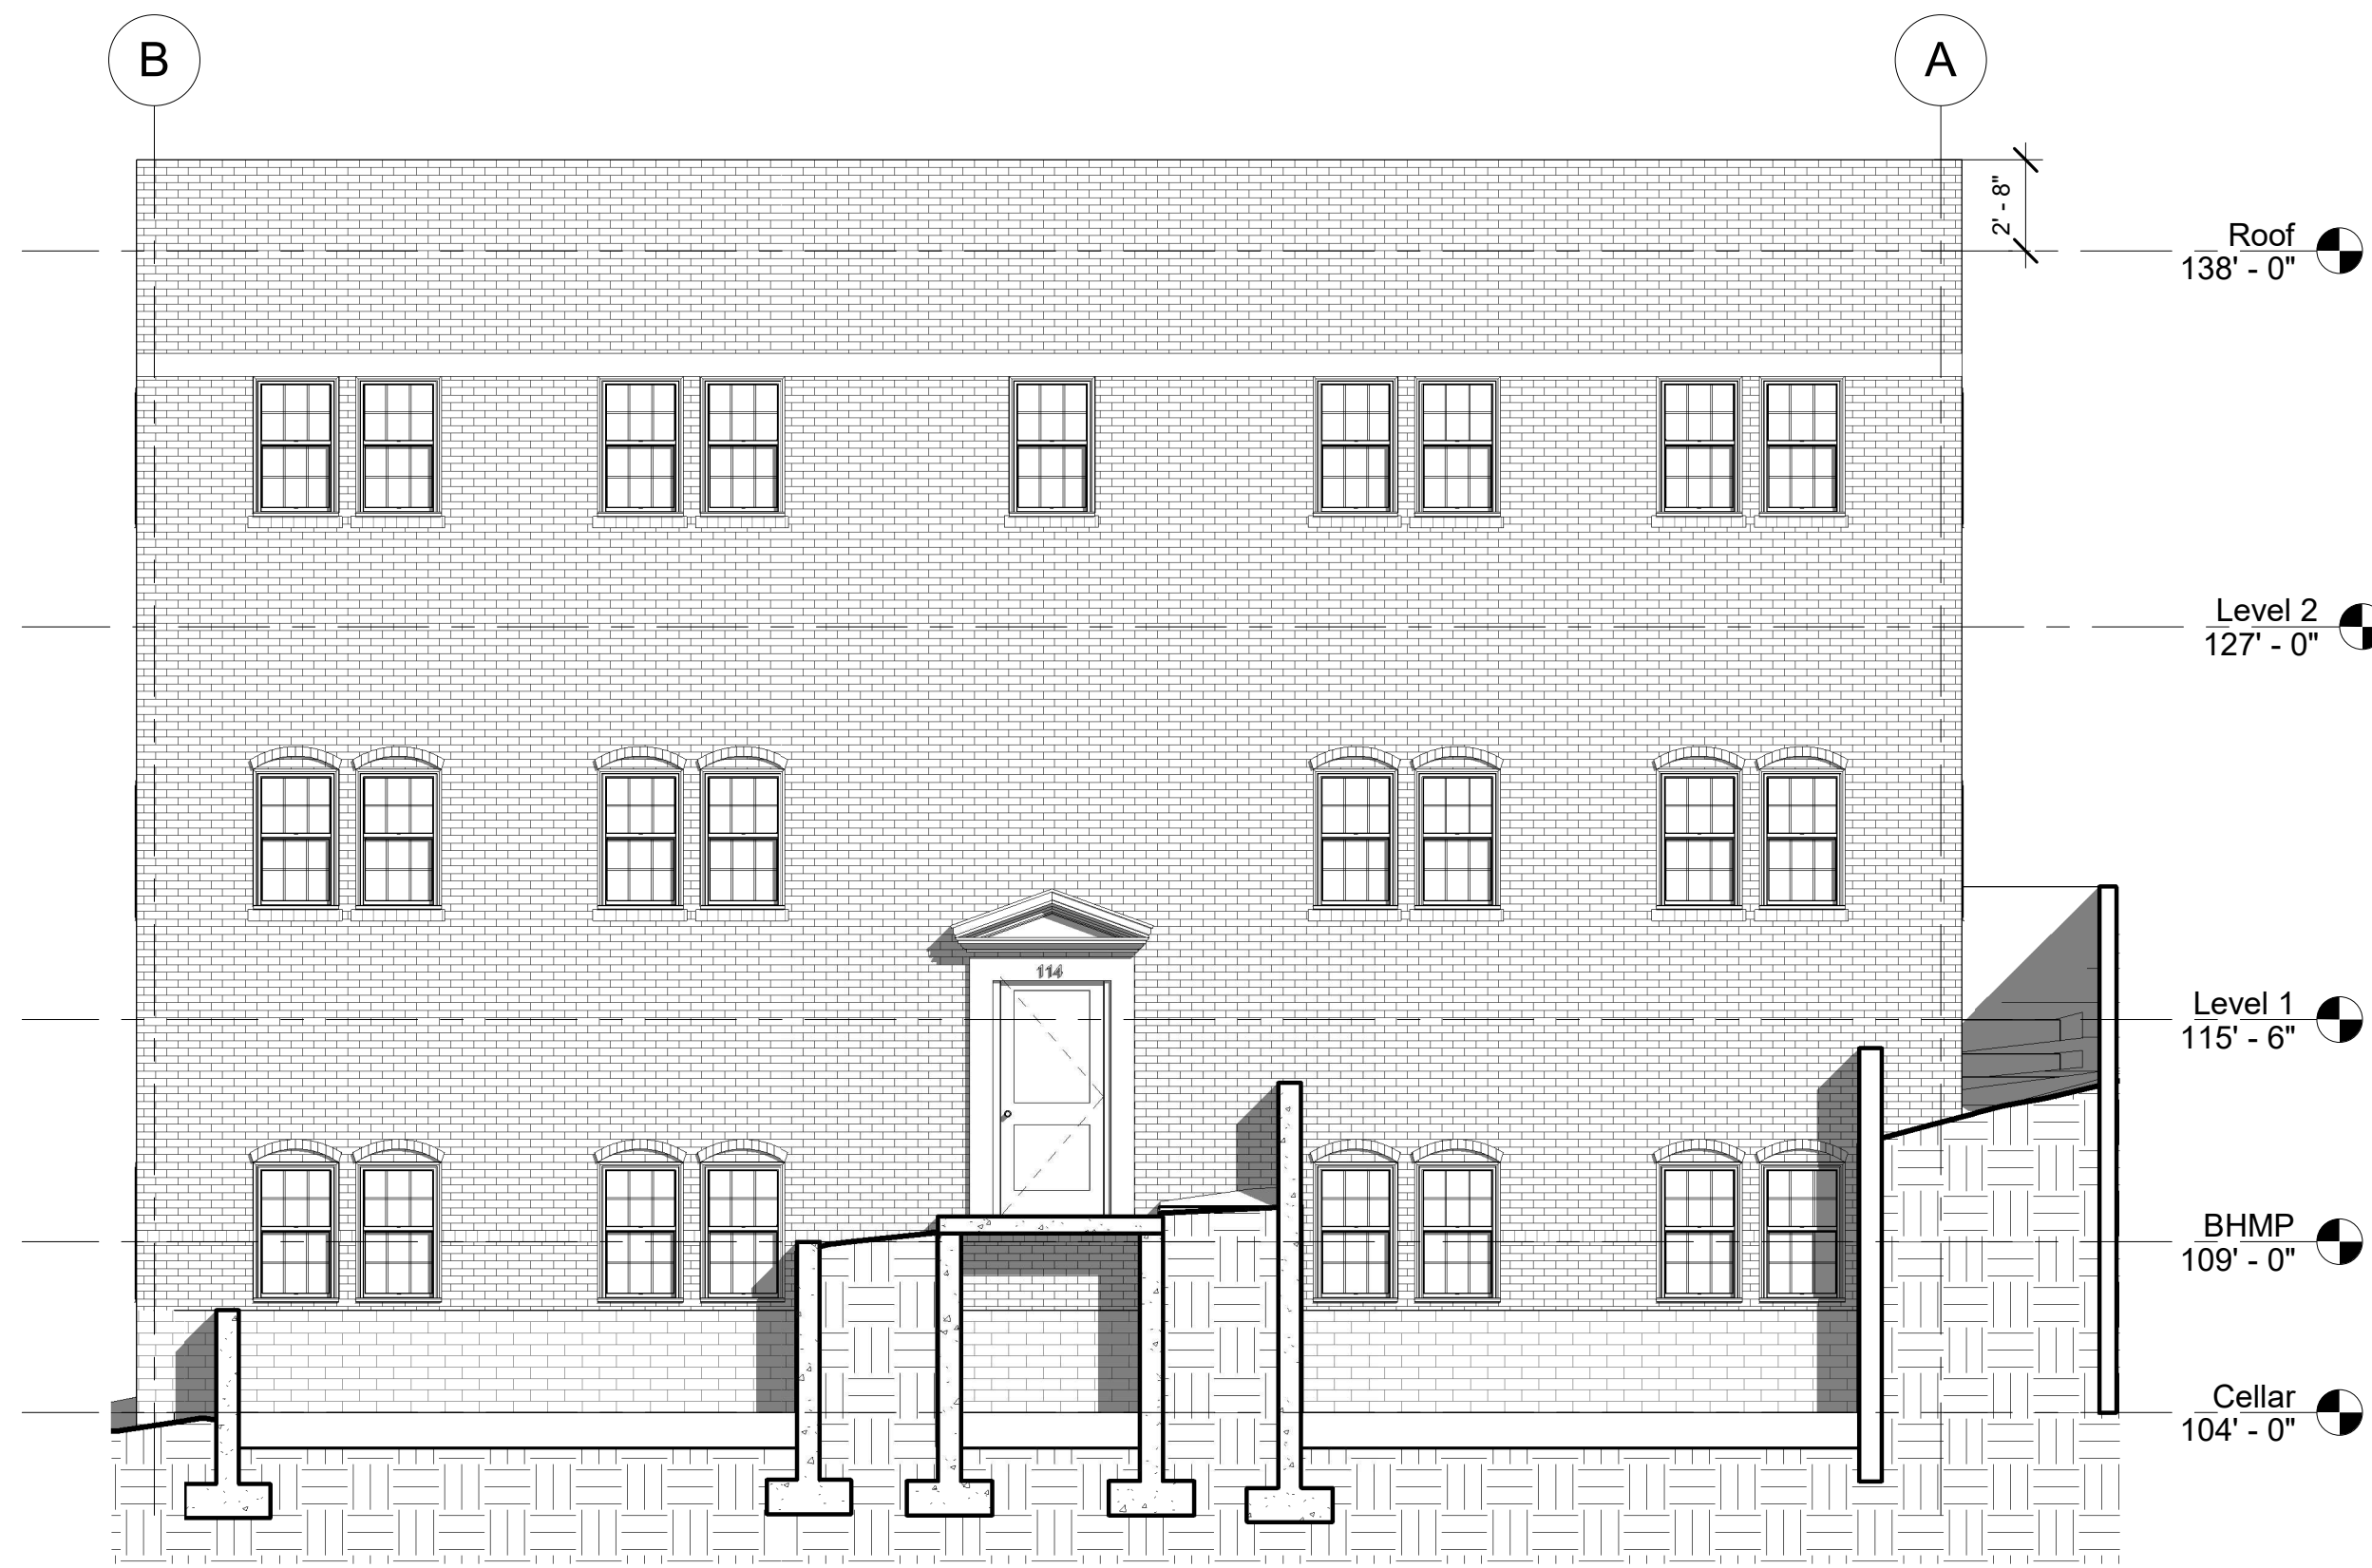 B
A
2' - 8"
Roof
138' - 0"
Level 2
127' - 0"
114
Level 1
115' - 6"
BHMP
109' - 0"
Cellar
104' - 0"